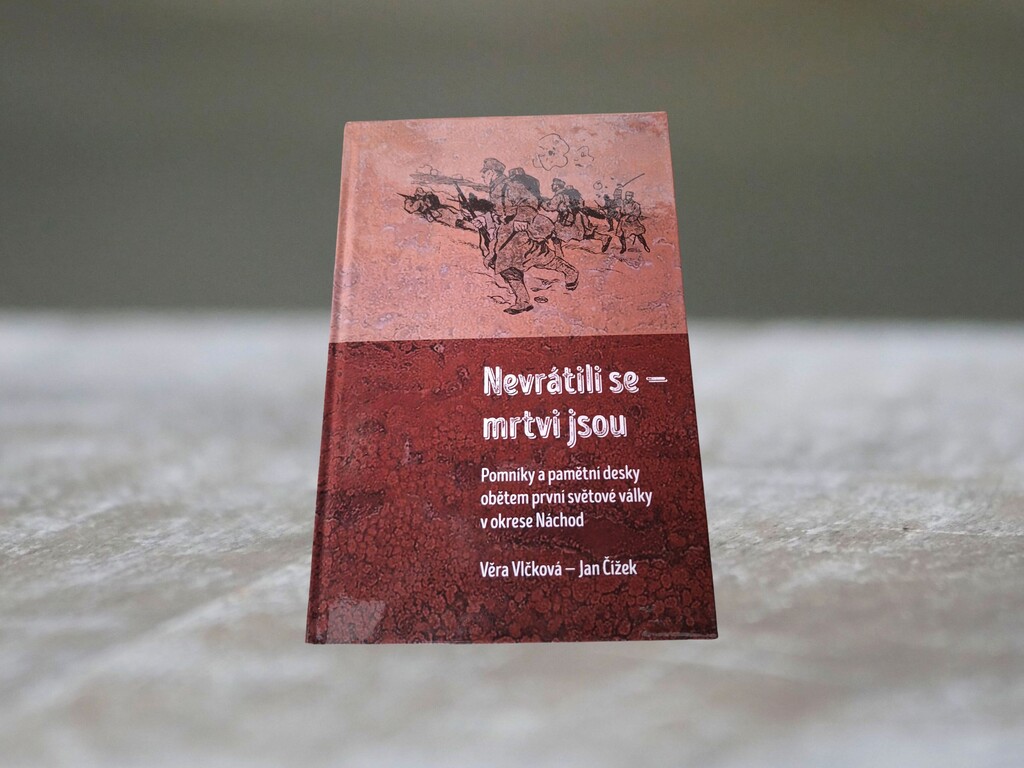 Nevrátili se –
mrtvi jsou
Pomníky a pamětní desky
obětem první světové války
v okrese Náchod
Věra Vlčková – Jan Čížek